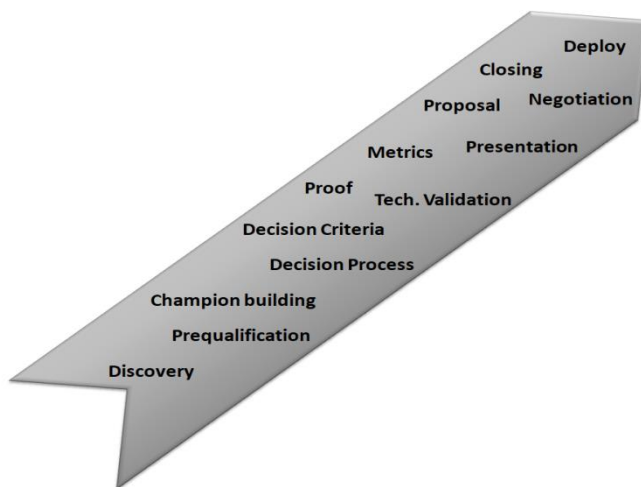 Deploy
Closing
Negotiation
Proposal
Presentation
Metrics
Proof
Tech. Validation
Decision Criteria
Decision Process
Champion building
Prequalification
Discovery